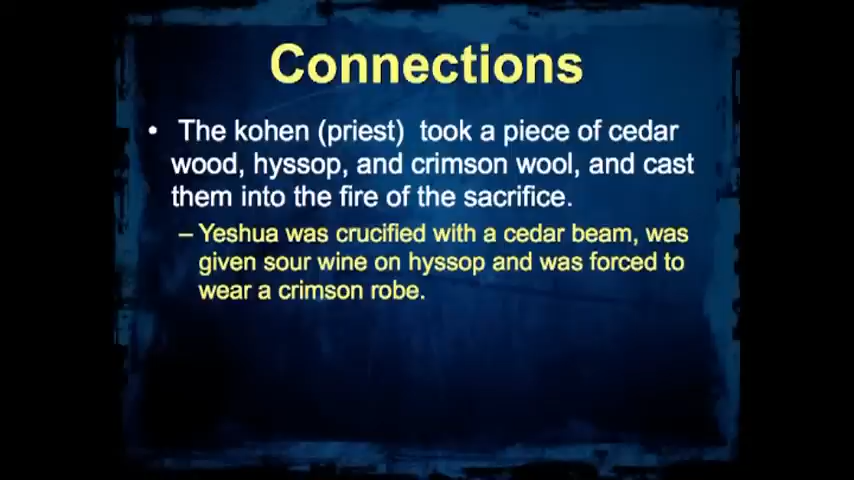 Connections
• The kohen (priest) took a piece of cedar
wood, hyssop, and crimson wool, and cast
them into the fire of the sacrifice.
– Yeshua was crucified with a cedar beam, was
given sour wine on hyssop and was forced to
wear a crimson robe.